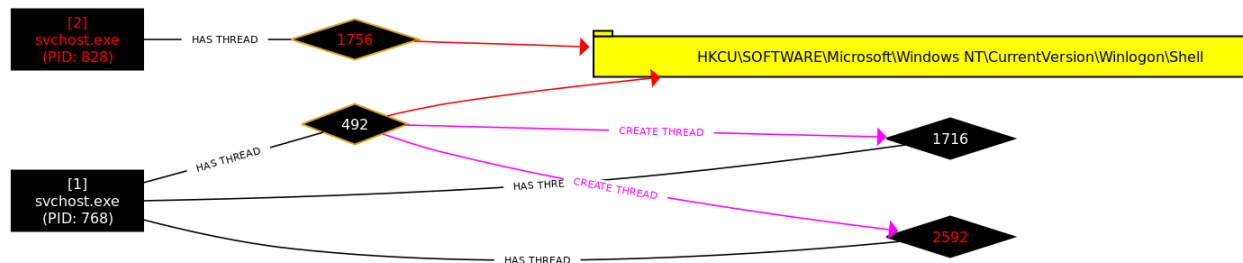 [2]
svchost.exe
(PID: 828)
HAS THREAD
1756
HKCU\SOFTWARE\Microsoft\Windows NT\CurrentVersion\Winlogon\Shell
492
CREATE THREAD
1716
HAS THREAD
[1]
svchost.exe
(PID: 768)
HAS THRE
CREATE THREAD
2592
HAS THREAD